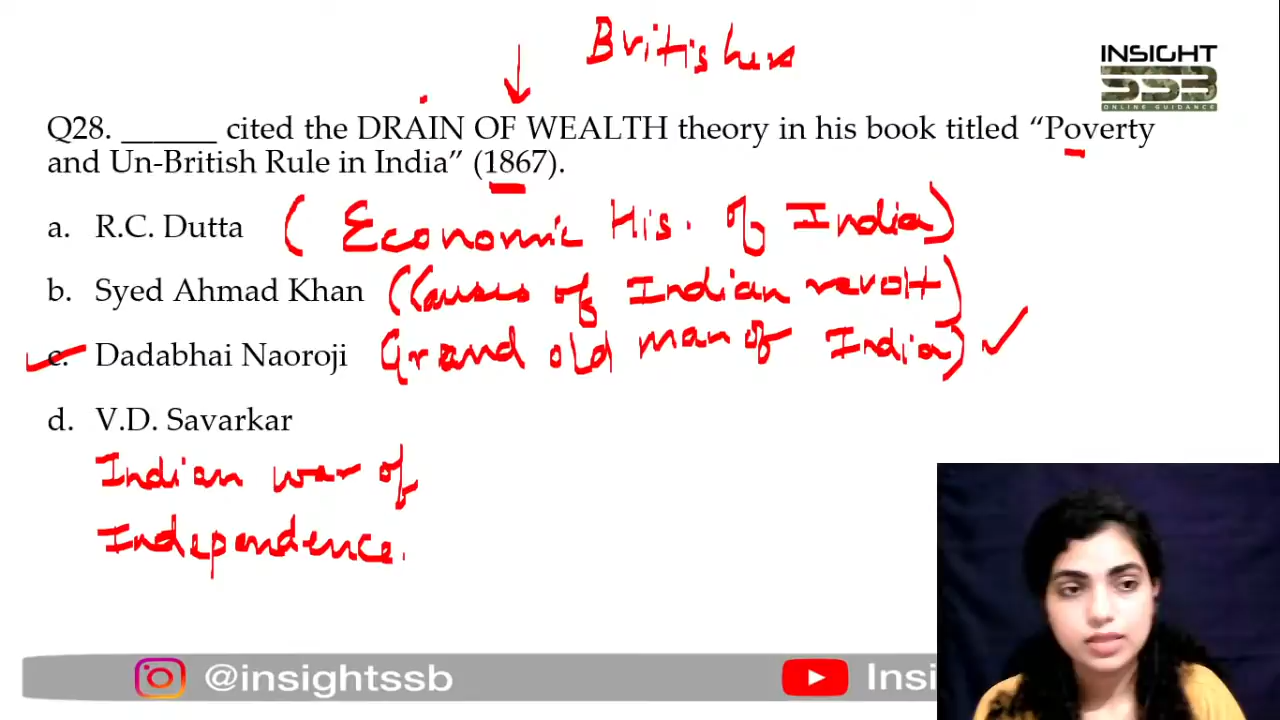 Britishers
INSIGHT
SSB
ONLINE GUIDANCE
Q28. ______ cited the DRAIN OF WEALTH theory in his book titled “Poverty
and Un-British Rule in India” (1867).
a. R.C. Dutta (Economic His. of India)
b. Syed Ahmad Khan (Causes of Indian revolt)
c. Dadabhai Naoroji Grand old man of India)
d. V.D. Savarkar
Indian war of
Independence.
@insightssb
Insi